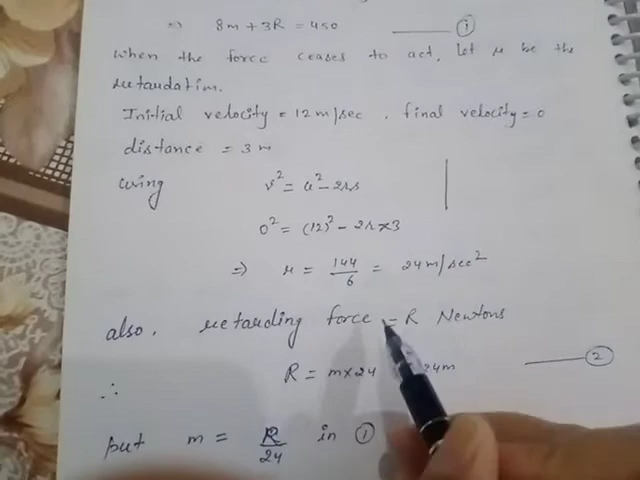 ⇒ 8m + 3R = 450 —— ①
When the force ceases to act, let r be the
retardation.
Initial velocity = 12 m/sec , final velocity = 0
distance = 3 m
using v² = u² - 2rs
0² = (12)² - 2r×3
⇒ r = 144/6 = 24 m/sec²
also, retarding force = R Newtons
∴ R = m×24 24m —— ②
put m = R/24 in ①